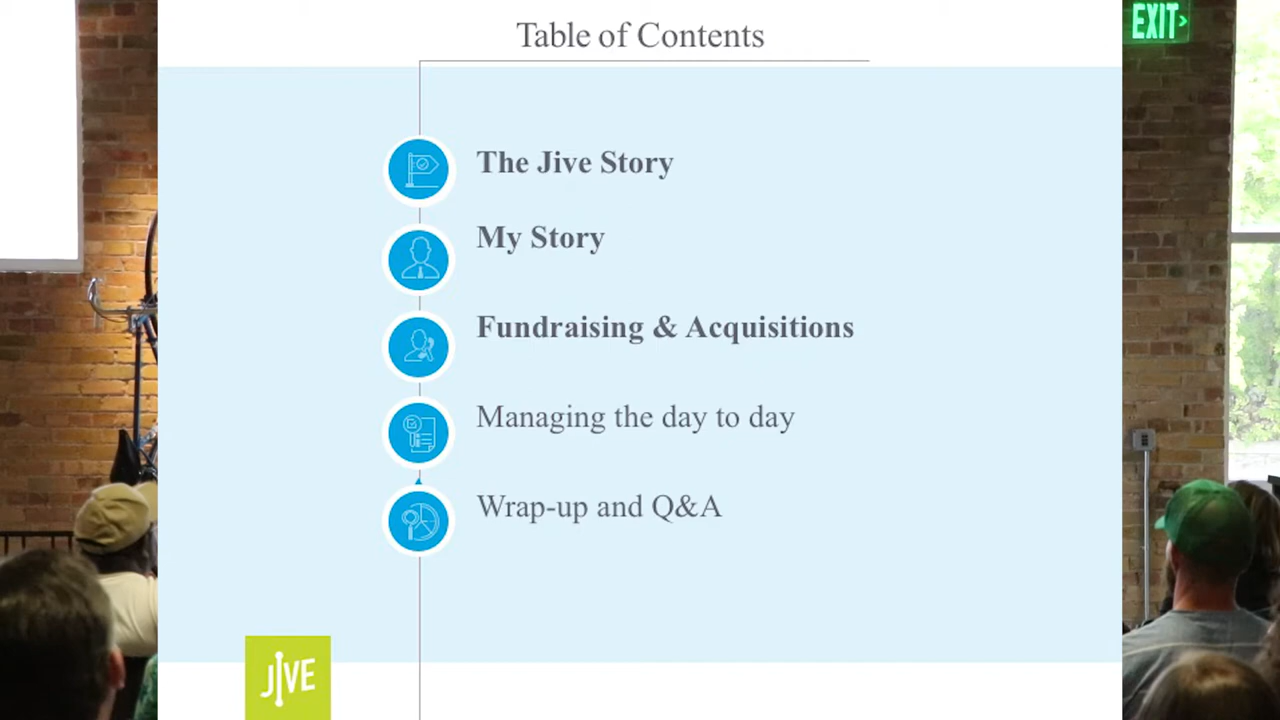 Table of Contents
EXIT
The Jive Story
My Story
Fundraising & Acquisitions
Managing the day to day
Wrap-up and Q&A
JIVE